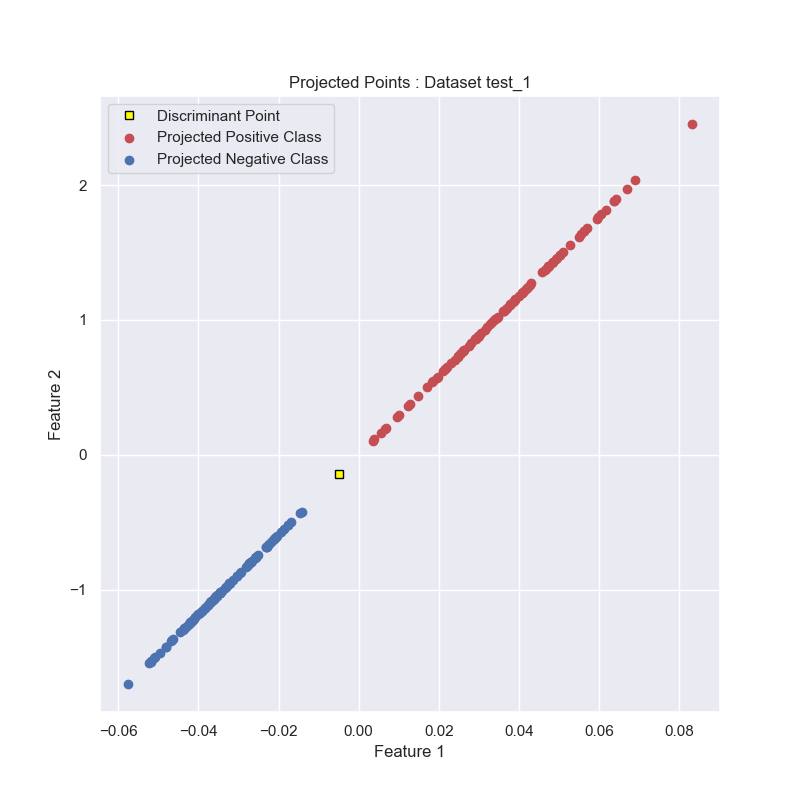 Projected Points : Dataset test_1
Discriminant Point
Projected Positive Class
Projected Negative Class
2
1
0
−1
Feature 2
−0.06 −0.04 −0.02 0.00 0.02 0.04 0.06 0.08
Feature 1